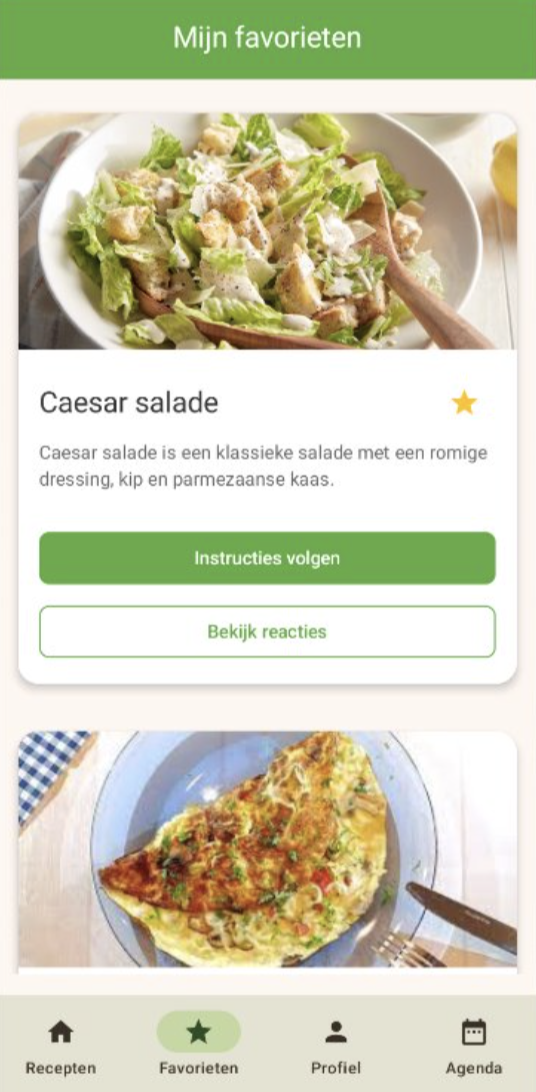 Mijn favorieten
Caesar salade
Caesar salade is een klassieke salade met een romige
dressing, kip en parmezaanse kaas.
Instructies volgen
Bekijk reacties
Recepten
Favorieten
Profiel
Agenda